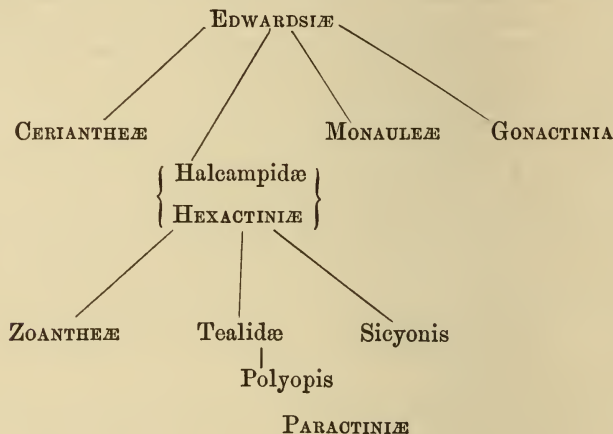 EDWARDSIÆ
CERIANTHEÆ MONAULEÆ GONACTINIA
Halcampidæ
HEXACTINIÆ
ZOANTHEÆ Tealidæ Sicyonis
Polyopis
PARACTINIÆ